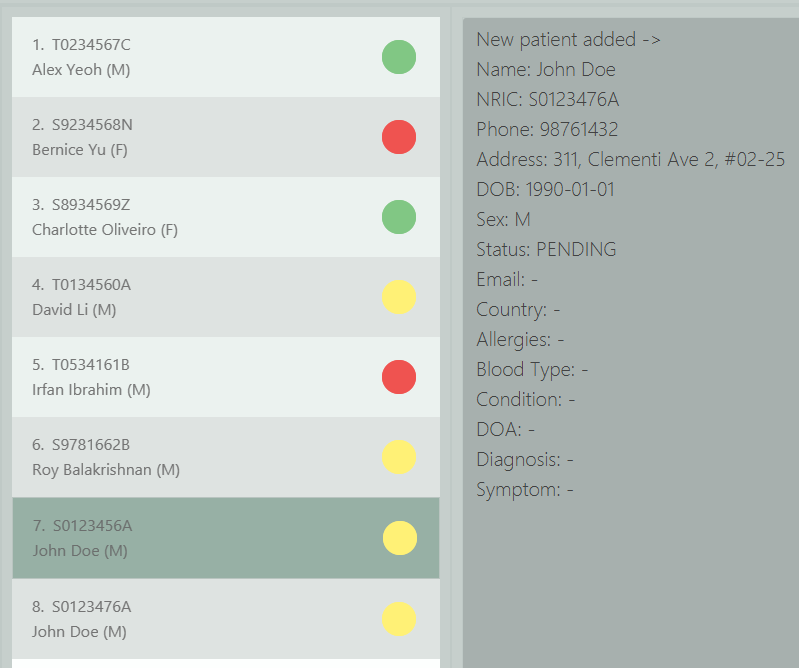 1. T0234567C
Alex Yeoh (M)
2. S9234568N
Bernice Yu (F)
3. S8934569Z
Charlotte Oliveiro (F)
4. T0134560A
David Li (M)
5. T0534161B
Irfan Ibrahim (M)
6. S9781662B
Roy Balakrishnan (M)
7. S0123456A
John Doe (M)
8. S0123476A
John Doe (M)
New patient added ->
Name: John Doe
NRIC: S0123476A
Phone: 98761432
Address: 311, Clementi Ave 2, #02-25
DOB: 1990-01-01
Sex: M
Status: PENDING
Email: -
Country: -
Allergies: -
Blood Type: -
Condition: -
DOA: -
Diagnosis: -
Symptom: -